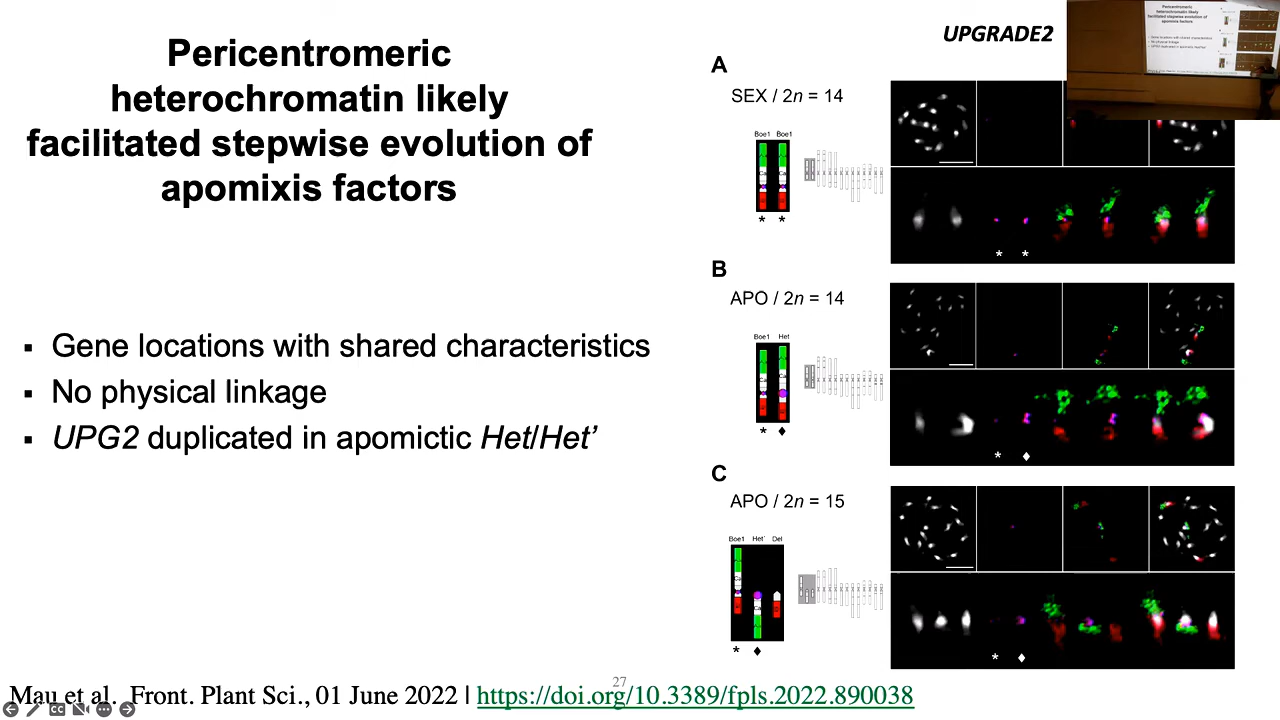 Pericentromeric
heterochromatin likely
facilitated stepwise evolution of
apomixis factors
▪ Gene locations with shared characteristics
▪ No physical linkage
▪ UPG2 duplicated in apomictic Het/Het’
UPGRADE2
A
SEX / 2n = 14
Boe1 Boe1
* *
* *
B
APO / 2n = 14
Boe1 Het
* ♦
* ♦
C
APO / 2n = 15
Boe1 Het’ Del
* ♦
* ♦
27
Mau et al., Front. Plant Sci., 01 June 2022 | https://doi.org/10.3389/fpls.2022.890038